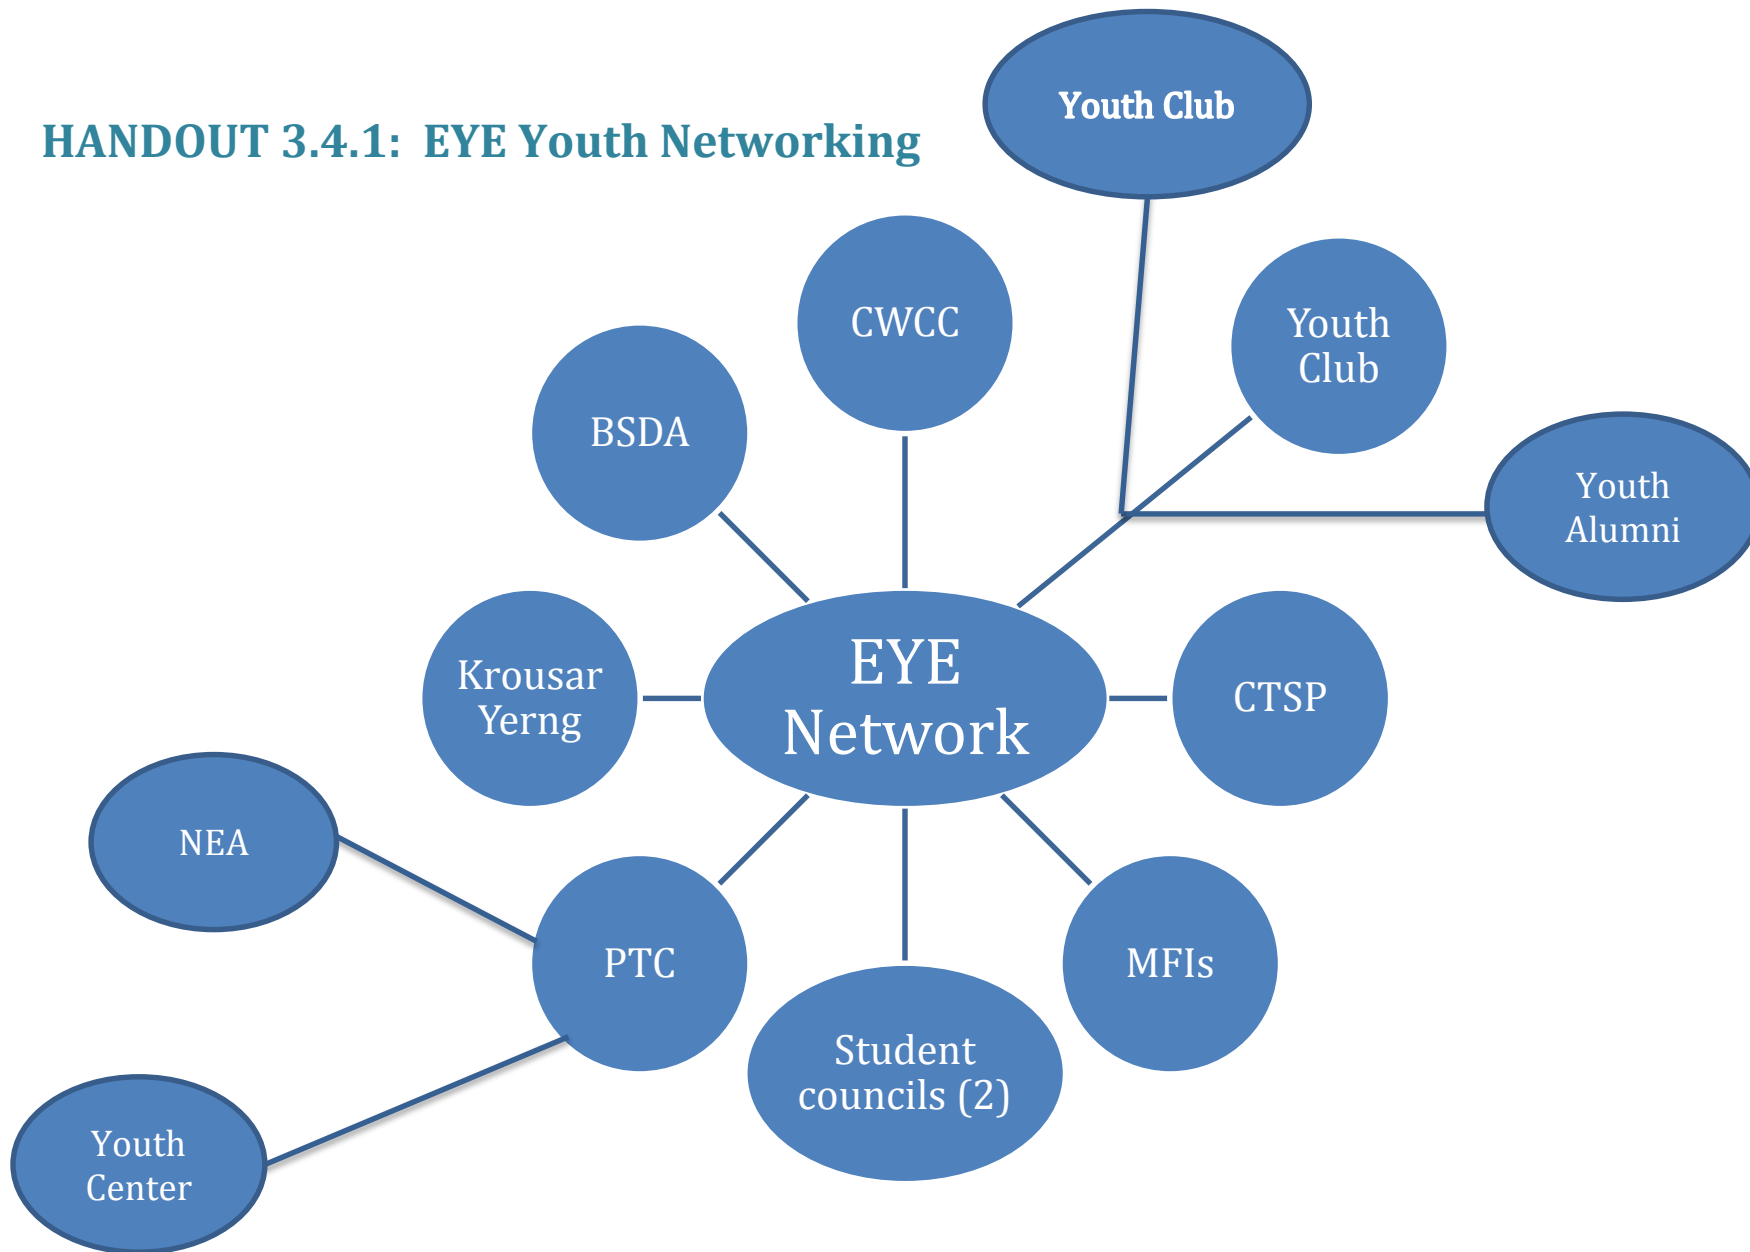 HANDOUT 3.4.1: EYE Youth Networking
Youth Club
CWCC
Youth
Club
BSDA
Youth
Alumni
Krousar
Yerng
EYE
Network
CTSP
NEA
PTC
MFIs
Student
councils (2)
Youth
Center